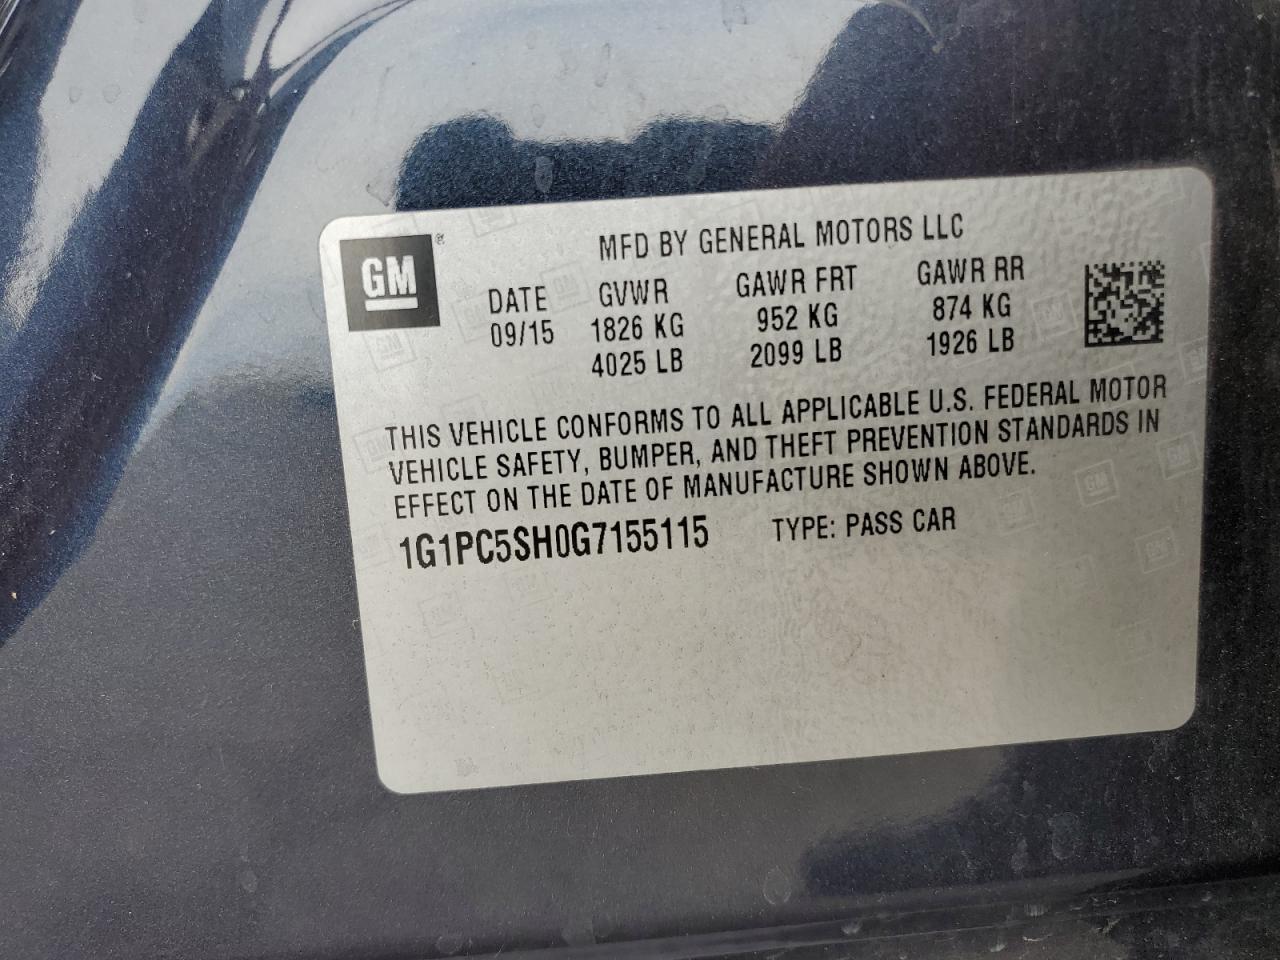 GM
MFD BY GENERAL MOTORS LLC
DATE GVWR GAWR FRT GAWR RR
09/15 1826 KG 952 KG 874 KG
4025 LB 2099 LB 1926 LB
THIS VEHICLE CONFORMS TO ALL APPLICABLE U.S. FEDERAL MOTOR
VEHICLE SAFETY, BUMPER, AND THEFT PREVENTION STANDARDS IN
EFFECT ON THE DATE OF MANUFACTURE SHOWN ABOVE.
1G1PC5SH0G7155115 TYPE: PASS CAR